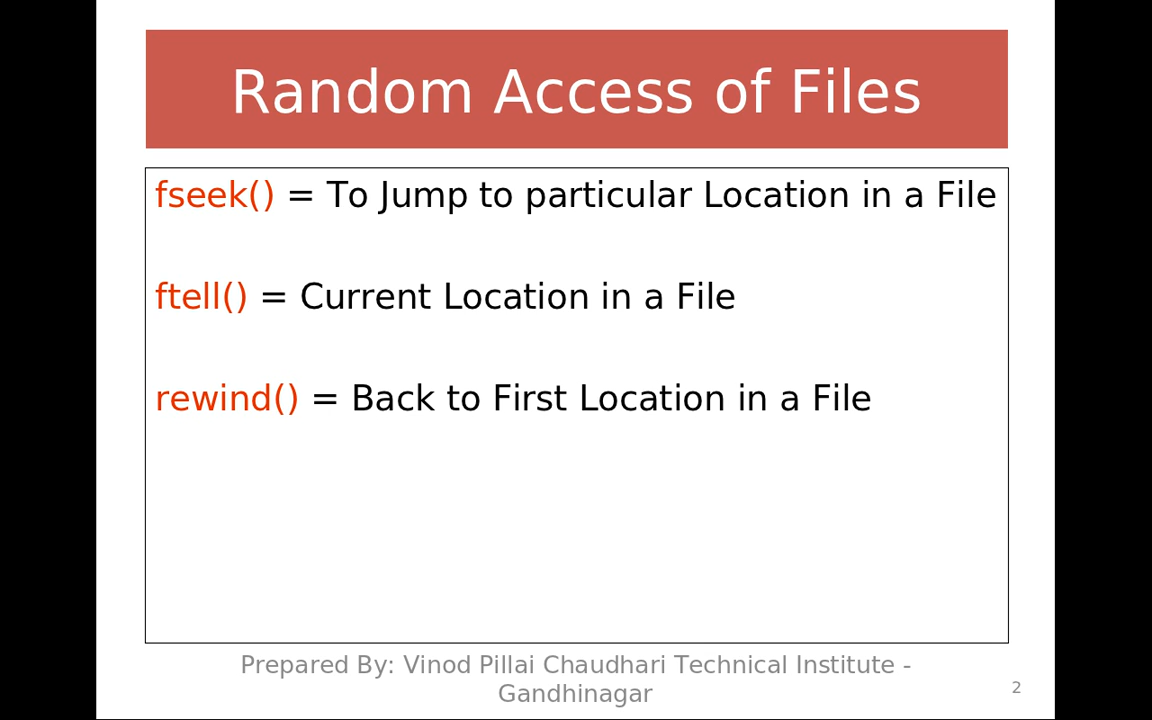 Random Access of Files
fseek() = To Jump to particular Location in a File
ftell() = Current Location in a File
rewind() = Back to First Location in a File
Prepared By: Vinod Pillai Chaudhari Technical Institute -
Gandhinagar
2